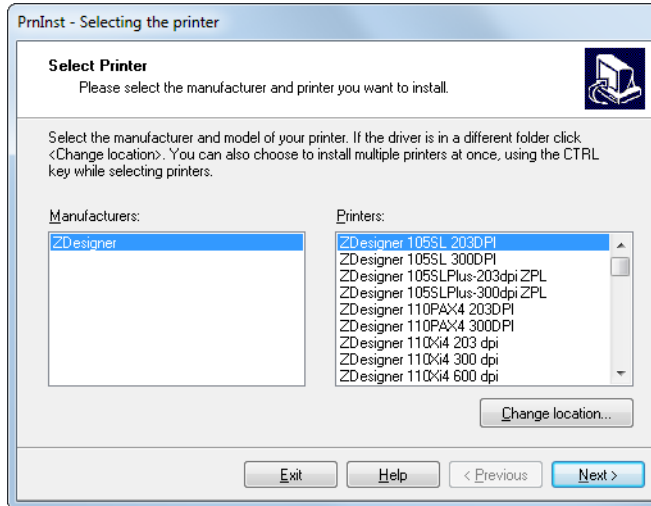 PrnInst - Selecting the printer
Select Printer
Please select the manufacturer and printer you want to install.
Select the manufacturer and model of your printer. If the driver is in a different folder click
<Change location>. You can also choose to install multiple printers at once, using the CTRL
key while selecting printers.
Manufacturers:
ZDesigner
Printers:
ZDesigner 105SL 203DPI
ZDesigner 105SL 300DPI
ZDesigner 105SLPlus-203dpi ZPL
ZDesigner 105SLPlus-300dpi ZPL
ZDesigner 110PAX4 203DPI
ZDesigner 110PAX4 300DPI
ZDesigner 110Xi4 203 dpi
ZDesigner 110Xi4 300 dpi
ZDesigner 110Xi4 600 dpi
Change location...
Exit
Help
< Previous
Next >